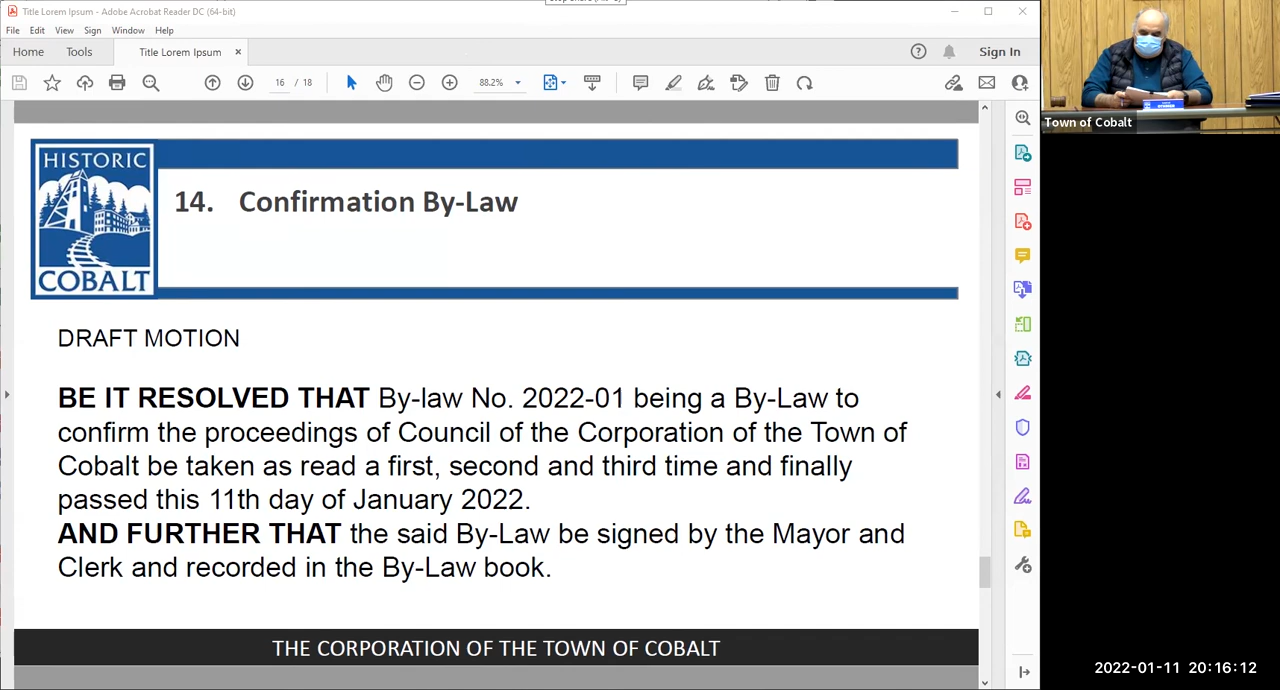 Title Lorem Ipsum - Adobe Acrobat Reader DC (64-bit)
File Edit View Sign Window Help
Home Tools Title Lorem Ipsum × Sign In
16 / 18 88.2%
HISTORIC
COBALT
14. Confirmation By-Law
DRAFT MOTION
BE IT RESOLVED THAT By-law No. 2022-01 being a By-Law to
confirm the proceedings of Council of the Corporation of the Town of
Cobalt be taken as read a first, second and third time and finally
passed this 11th day of January 2022.
AND FURTHER THAT the said By-Law be signed by the Mayor and
Clerk and recorded in the By-Law book.
THE CORPORATION OF THE TOWN OF COBALT
Town of Cobalt
2022-01-11 20:16:12